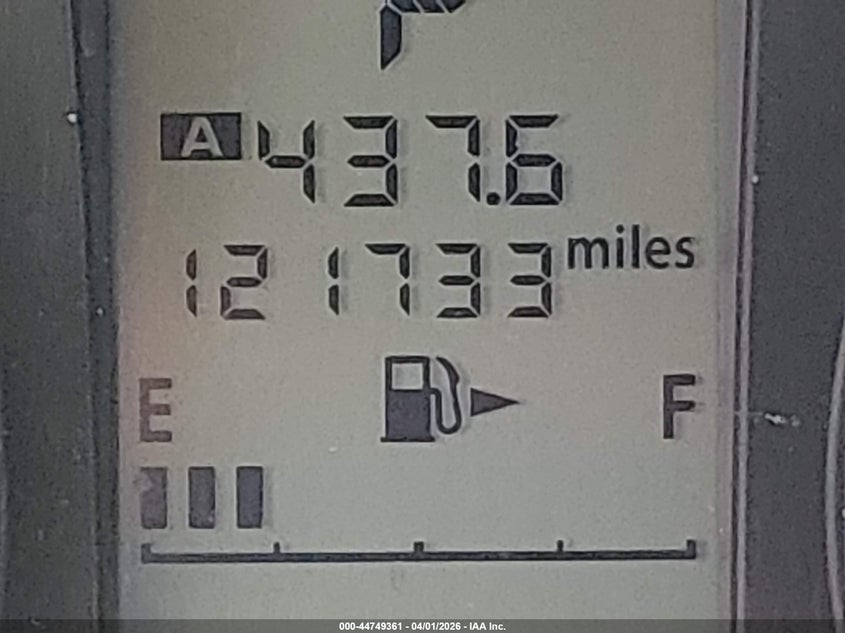 P
A 437.6
121733 miles
E F
000-44749361 - 04/01/2026 - IAA Inc.